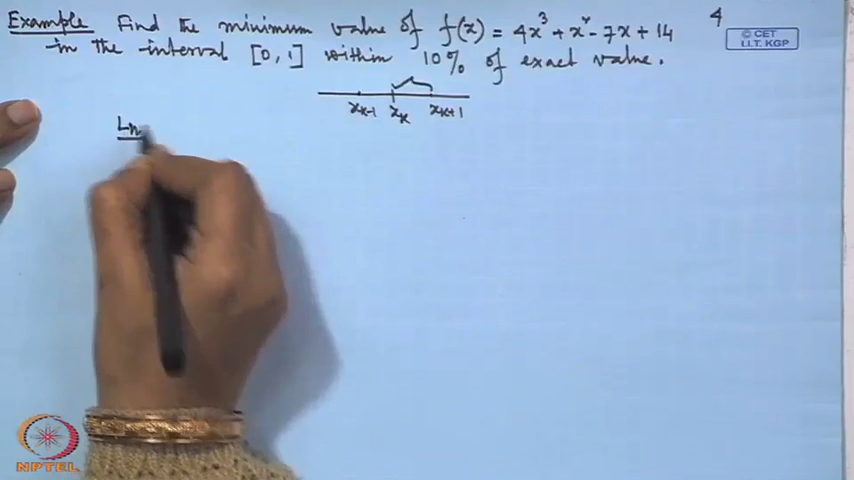 Example Find the minimum value of f(x) = 4x³ + x² - 7x + 14
in the interval [0,1] within 10% of exact value.
4
© CET
I.I.T. KGP
xₖ₋₁ xₖ xₖ₊₁
Ln
NPTEL